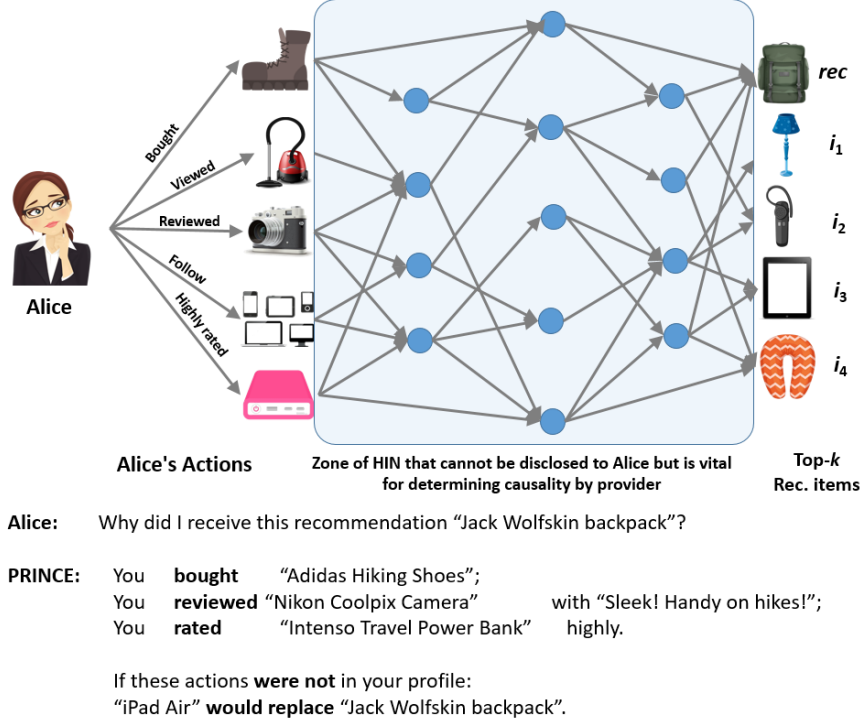 Bought
Viewed
Reviewed
Follow
Highly rated
Alice
rec
i1
i2
i3
i4
Alice's Actions
Zone of HIN that cannot be disclosed to Alice but is vital
for determining causality by provider
Top-k
Rec. items
Alice: Why did I receive this recommendation “Jack Wolfskin backpack”?
PRINCE: You bought “Adidas Hiking Shoes”;
You reviewed “Nikon Coolpix Camera” with “Sleek! Handy on hikes!”;
You rated “Intenso Travel Power Bank” highly.
If these actions were not in your profile:
“iPad Air” would replace “Jack Wolfskin backpack”.